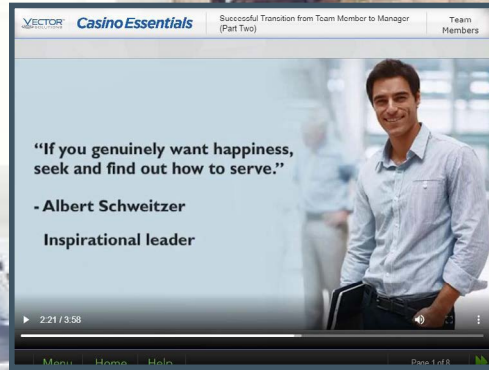 VECTOR SOLUTIONS
Casino Essentials
Successful Transition from Team Member to Manager
(Part Two)
Team
Members
“If you genuinely want happiness,
seek and find out how to serve.”
- Albert Schweitzer
Inspirational leader
2:21 / 3:58
Menu Home Help
Page 1 of 8